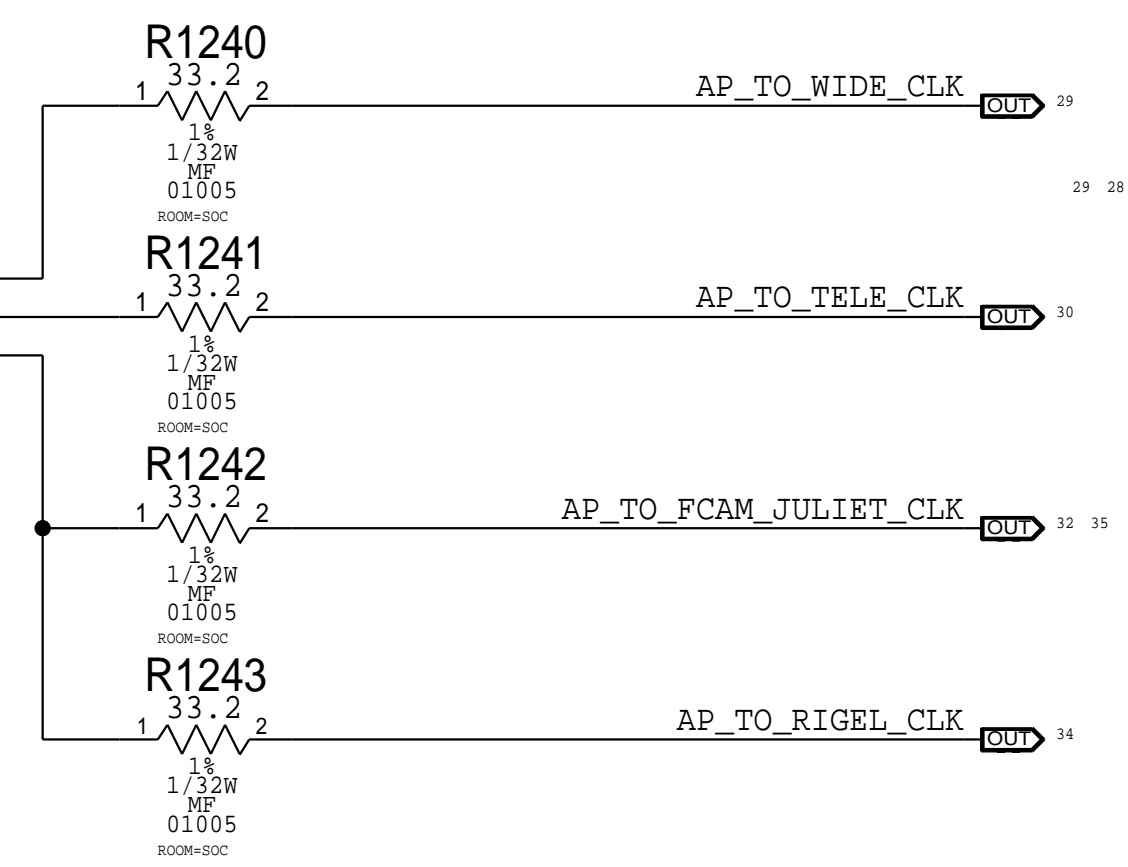 R1240
33.2
1 2
AP_TO_WIDE_CLK
OUT 29
1%
1/32W
MF
01005
ROOM=SOC
29 28
R1241
33.2
1 2
AP_TO_TELE_CLK
OUT 30
1%
1/32W
MF
01005
ROOM=SOC
R1242
33.2
1 2
AP_TO_FCAM_JULIET_CLK
OUT 32 35
1%
1/32W
MF
01005
ROOM=SOC
R1243
33.2
1 2
AP_TO_RIGEL_CLK
OUT 34
1%
1/32W
MF
01005
ROOM=SOC